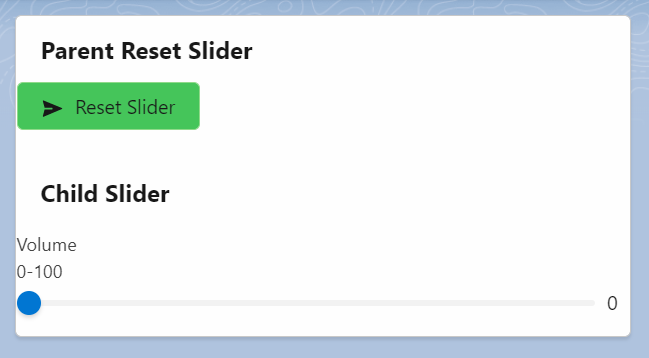 Parent Reset Slider
Reset Slider
Child Slider
Volume
0-100
0